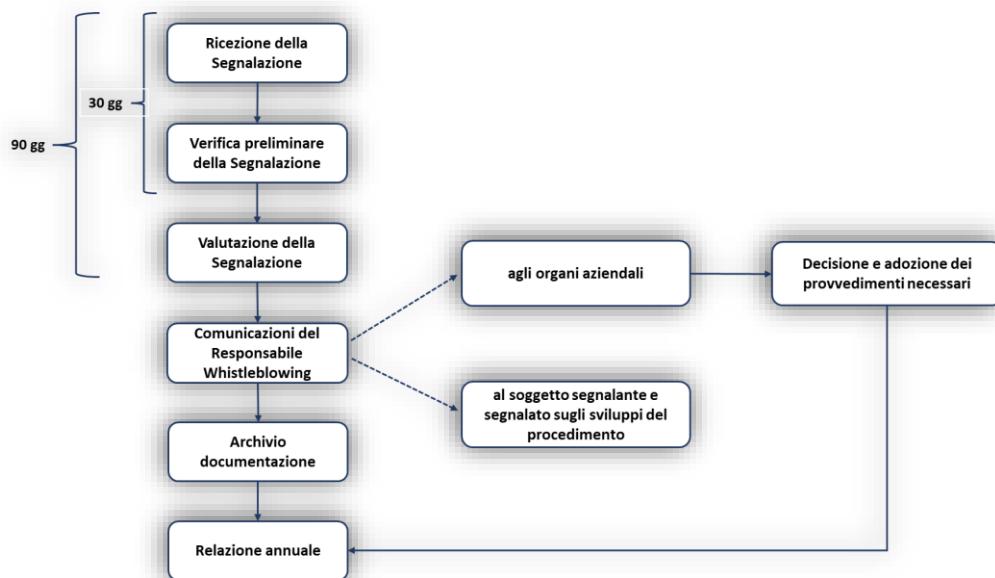 Ricezione della
Segnalazione
30 gg
Verifica preliminare
della Segnalazione
90 gg
Valutazione della
Segnalazione
agli organi aziendali
Decisione e adozione dei
provvedimenti necessari
Comunicazioni del
Responsabile
Whistleblowing
al soggetto segnalante e
segnalato sugli sviluppi del
procedimento
Archivio
documentazione
Relazione annuale